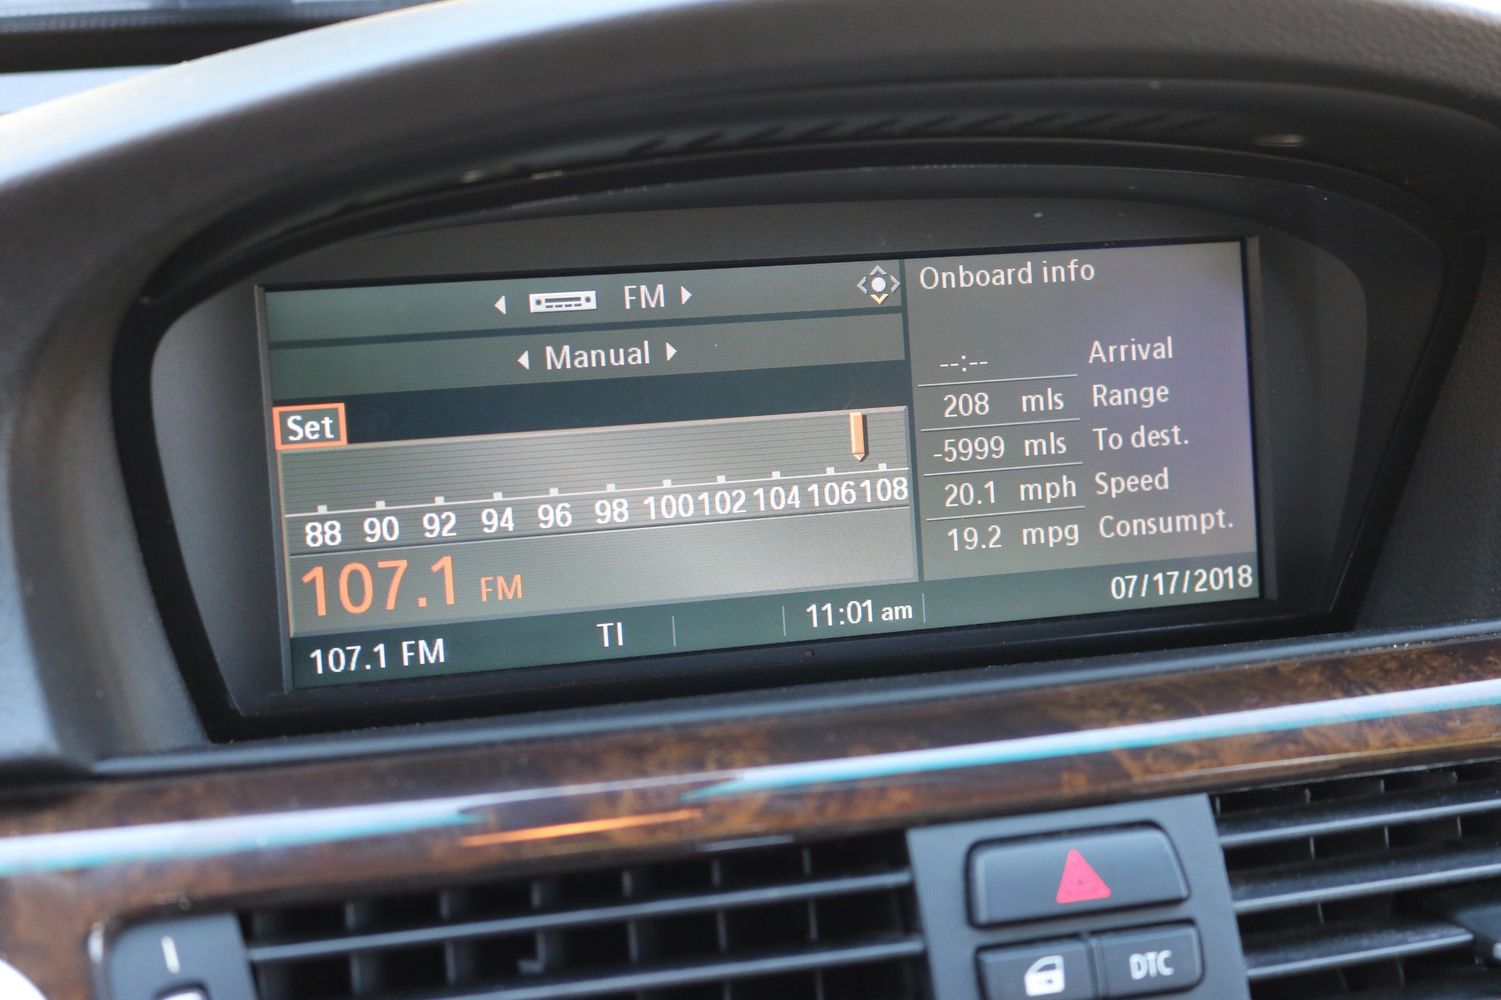 FM
Manual
Set
88 90 92 94 96 98 100 102 104 106 108
107.1 FM
107.1 FM TI 11:01 am
Onboard info
--:-- Arrival
208 mls Range
-5999 mls To dest.
20.1 mph Speed
19.2 mpg Consumpt.
07/17/2018
DTC